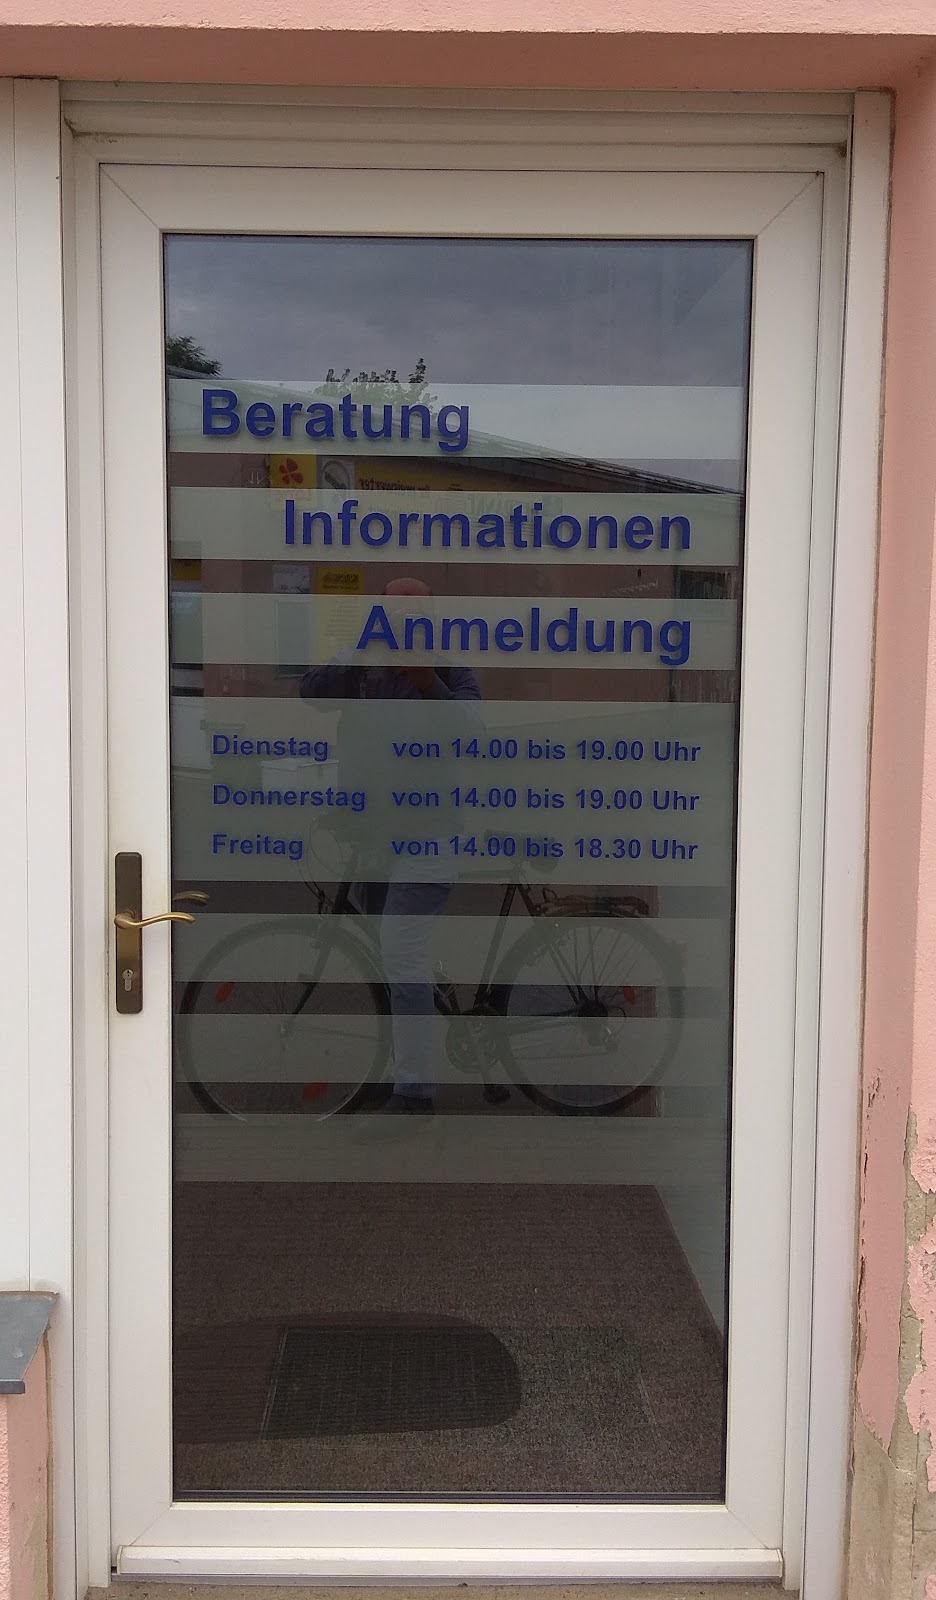 Beratung
Informationen
Anmeldung
Dienstag von 14.00 bis 19.00 Uhr
Donnerstag von 14.00 bis 19.00 Uhr
Freitag von 14.00 bis 18.30 Uhr